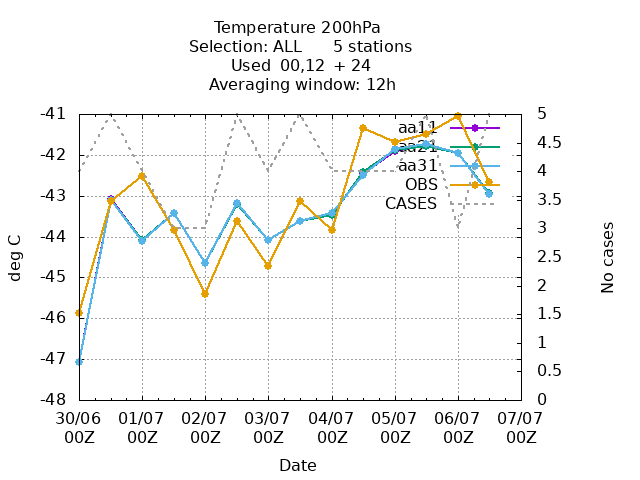 Temperature 200hPa
Selection: ALL 5 stations
Used 00,12 + 24
Averaging window: 12h
-41
-42
-43
-44
-45
-46
-47
-48
deg C
5
4.5
4
3.5
3
2.5
2
1.5
1
0.5
0
No cases
aa11
aa21
aa31
OBS
CASES
30/06 01/07 02/07 03/07 04/07 05/07 06/07 07/07
00Z 00Z 00Z 00Z 00Z 00Z 00Z 00Z
Date